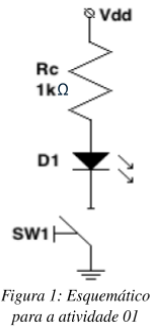 Vdd
Rc
1kΩ
D1
SW1
Figura 1: Esquemático
para a atividade 01